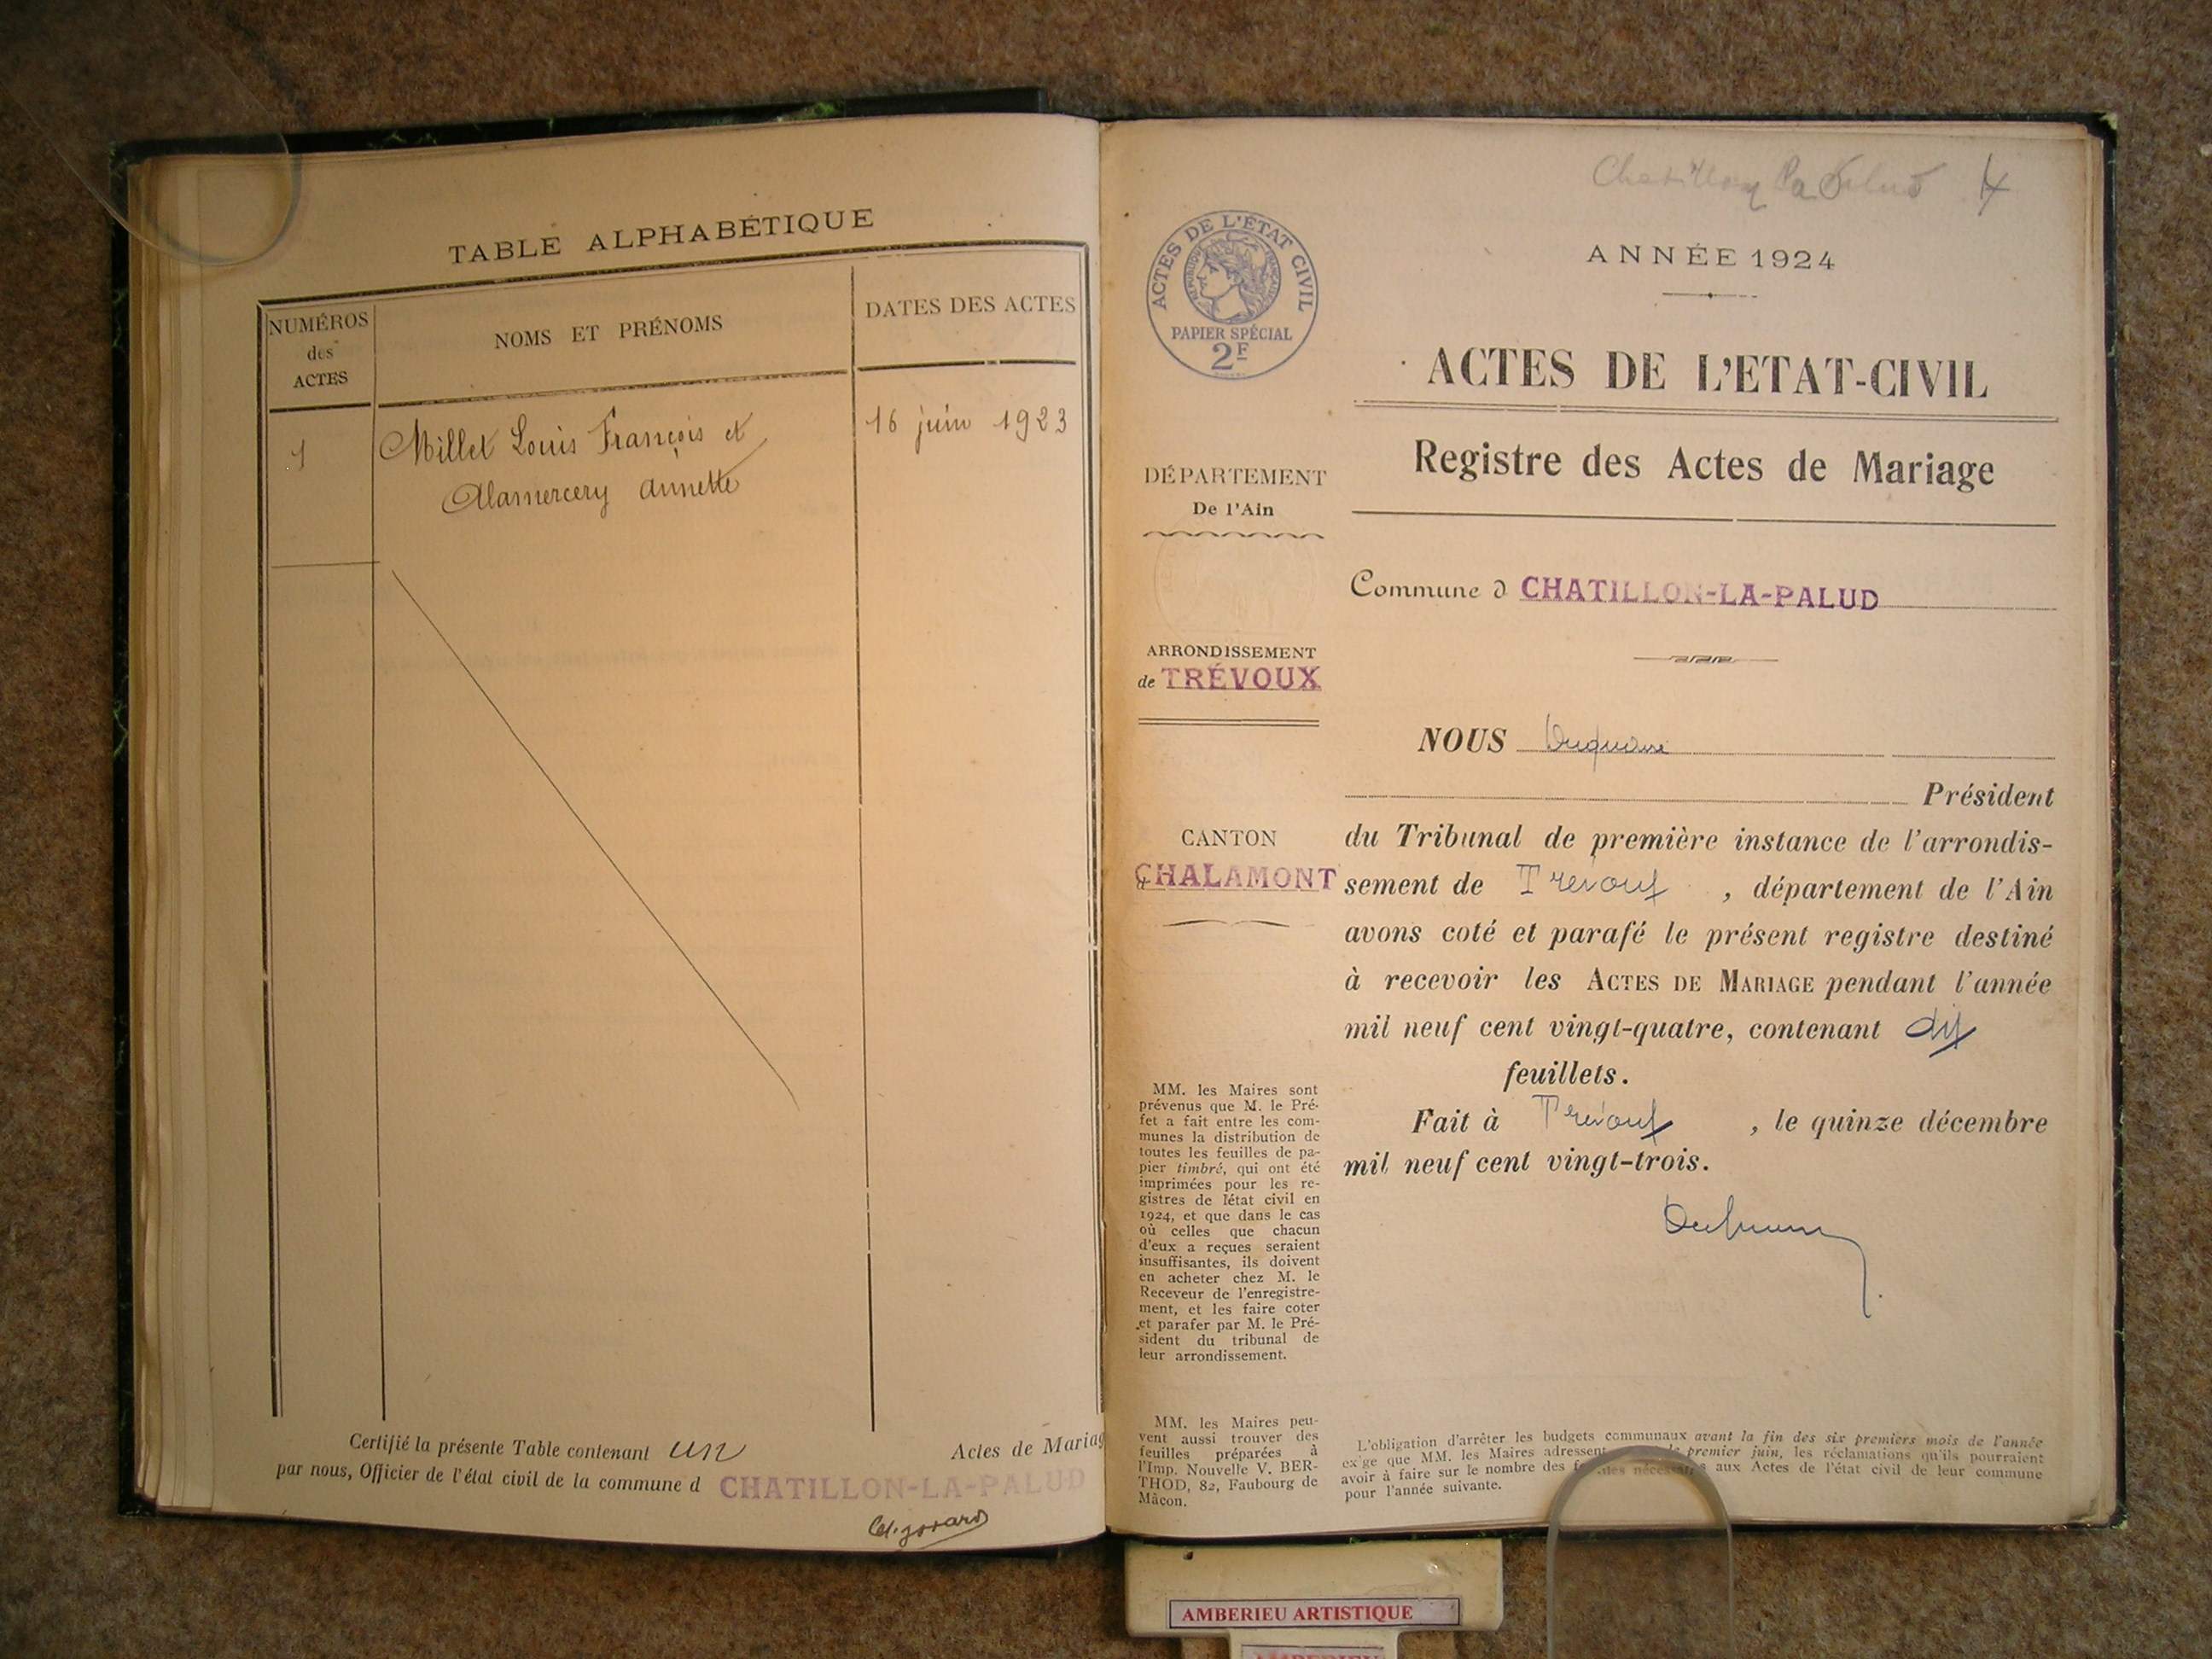 TABLE ALPHABÉTIQUE
NUMÉROS
des
ACTES
NOMS ET PRÉNOMS
DATES DES ACTES
1
Millet Louis François et
Alamercery Annette
16 juin 1923
Certifié la présente Table contenant un Actes de Mariag
par nous, Officier de l'état civil de la commune d CHATILLON-LA-PALUD
Chatillon la Palud
ACTES DE L'ÉTAT CIVIL
RÉPUBLIQUE FRANÇAISE
PAPIER SPÉCIAL
2F
ANNÉE 1924
ACTES DE L'ETAT-CIVIL
Registre des Actes de Mariage
DÉPARTEMENT
De l'Ain
Commune d CHATILLON-LA-PALUD
ARRONDISSEMENT
de TRÉVOUX
CANTON
d CHALAMONT
NOUS
Président
du Tribunal de première instance de l'arrondis-
sement de Trévoux , département de l'Ain
avons coté et parafé le présent registre destiné
à recevoir les ACTES DE MARIAGE pendant l'année
mil neuf cent vingt-quatre, contenant dix
feuillets.
Fait à Trévoux , le quinze décembre
mil neuf cent vingt-trois.
MM. les Maires sont
prévenus que M. le Pré-
fet a fait entre les com-
munes la distribution de
toutes les feuilles de pa-
pier timbré, qui ont été
imprimées pour les re-
gistres de létat civil en
1924, et que dans le cas
où celles que chacun
d'eux a reçues seraient
insuffisantes, ils doivent
en acheter chez M. le
Receveur de l'enregistre-
ment, et les faire coter
et parafer par M. le Pré-
sident du tribunal de
leur arrondissement.
MM. les Maires peu-
vent aussi trouver des
feuilles préparées à
l'Imp. Nouvelle V. BER-
THOD, 82, Faubourg de
Mâcon.
L'obligation d'arrêter les budgets communaux avant la fin des six premiers mois de l'année
exige que MM. les Maires adressent premier juin, les réclamations qu'ils pourraient
avoir à faire sur le nombre des nécessaires aux Actes de l'état civil de leur commune
pour l'année suivante.
AMBERIEU ARTISTIQUE
AMBERIEU